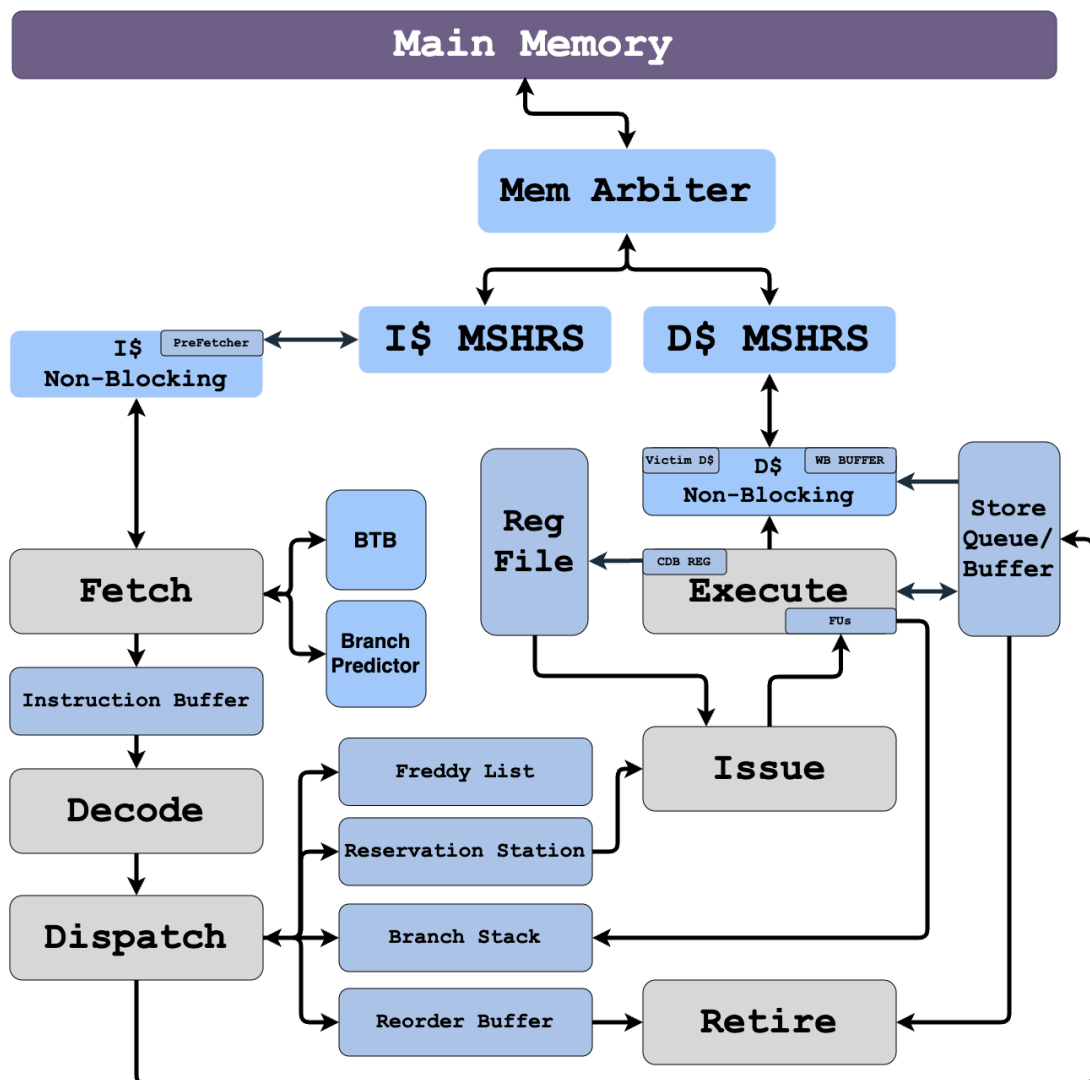 Main Memory
Mem Arbiter
I$ MSHRS
D$ MSHRS
I$
PreFetcher
Non-Blocking
Victim D$
D$
WB BUFFER
Non-Blocking
Reg
File
Store
Queue/
Buffer
BTB
CDB REG
Execute
FUs
Fetch
Branch
Predictor
Instruction Buffer
Freddy List
Issue
Decode
Reservation Station
Dispatch
Branch Stack
Reorder Buffer
Retire